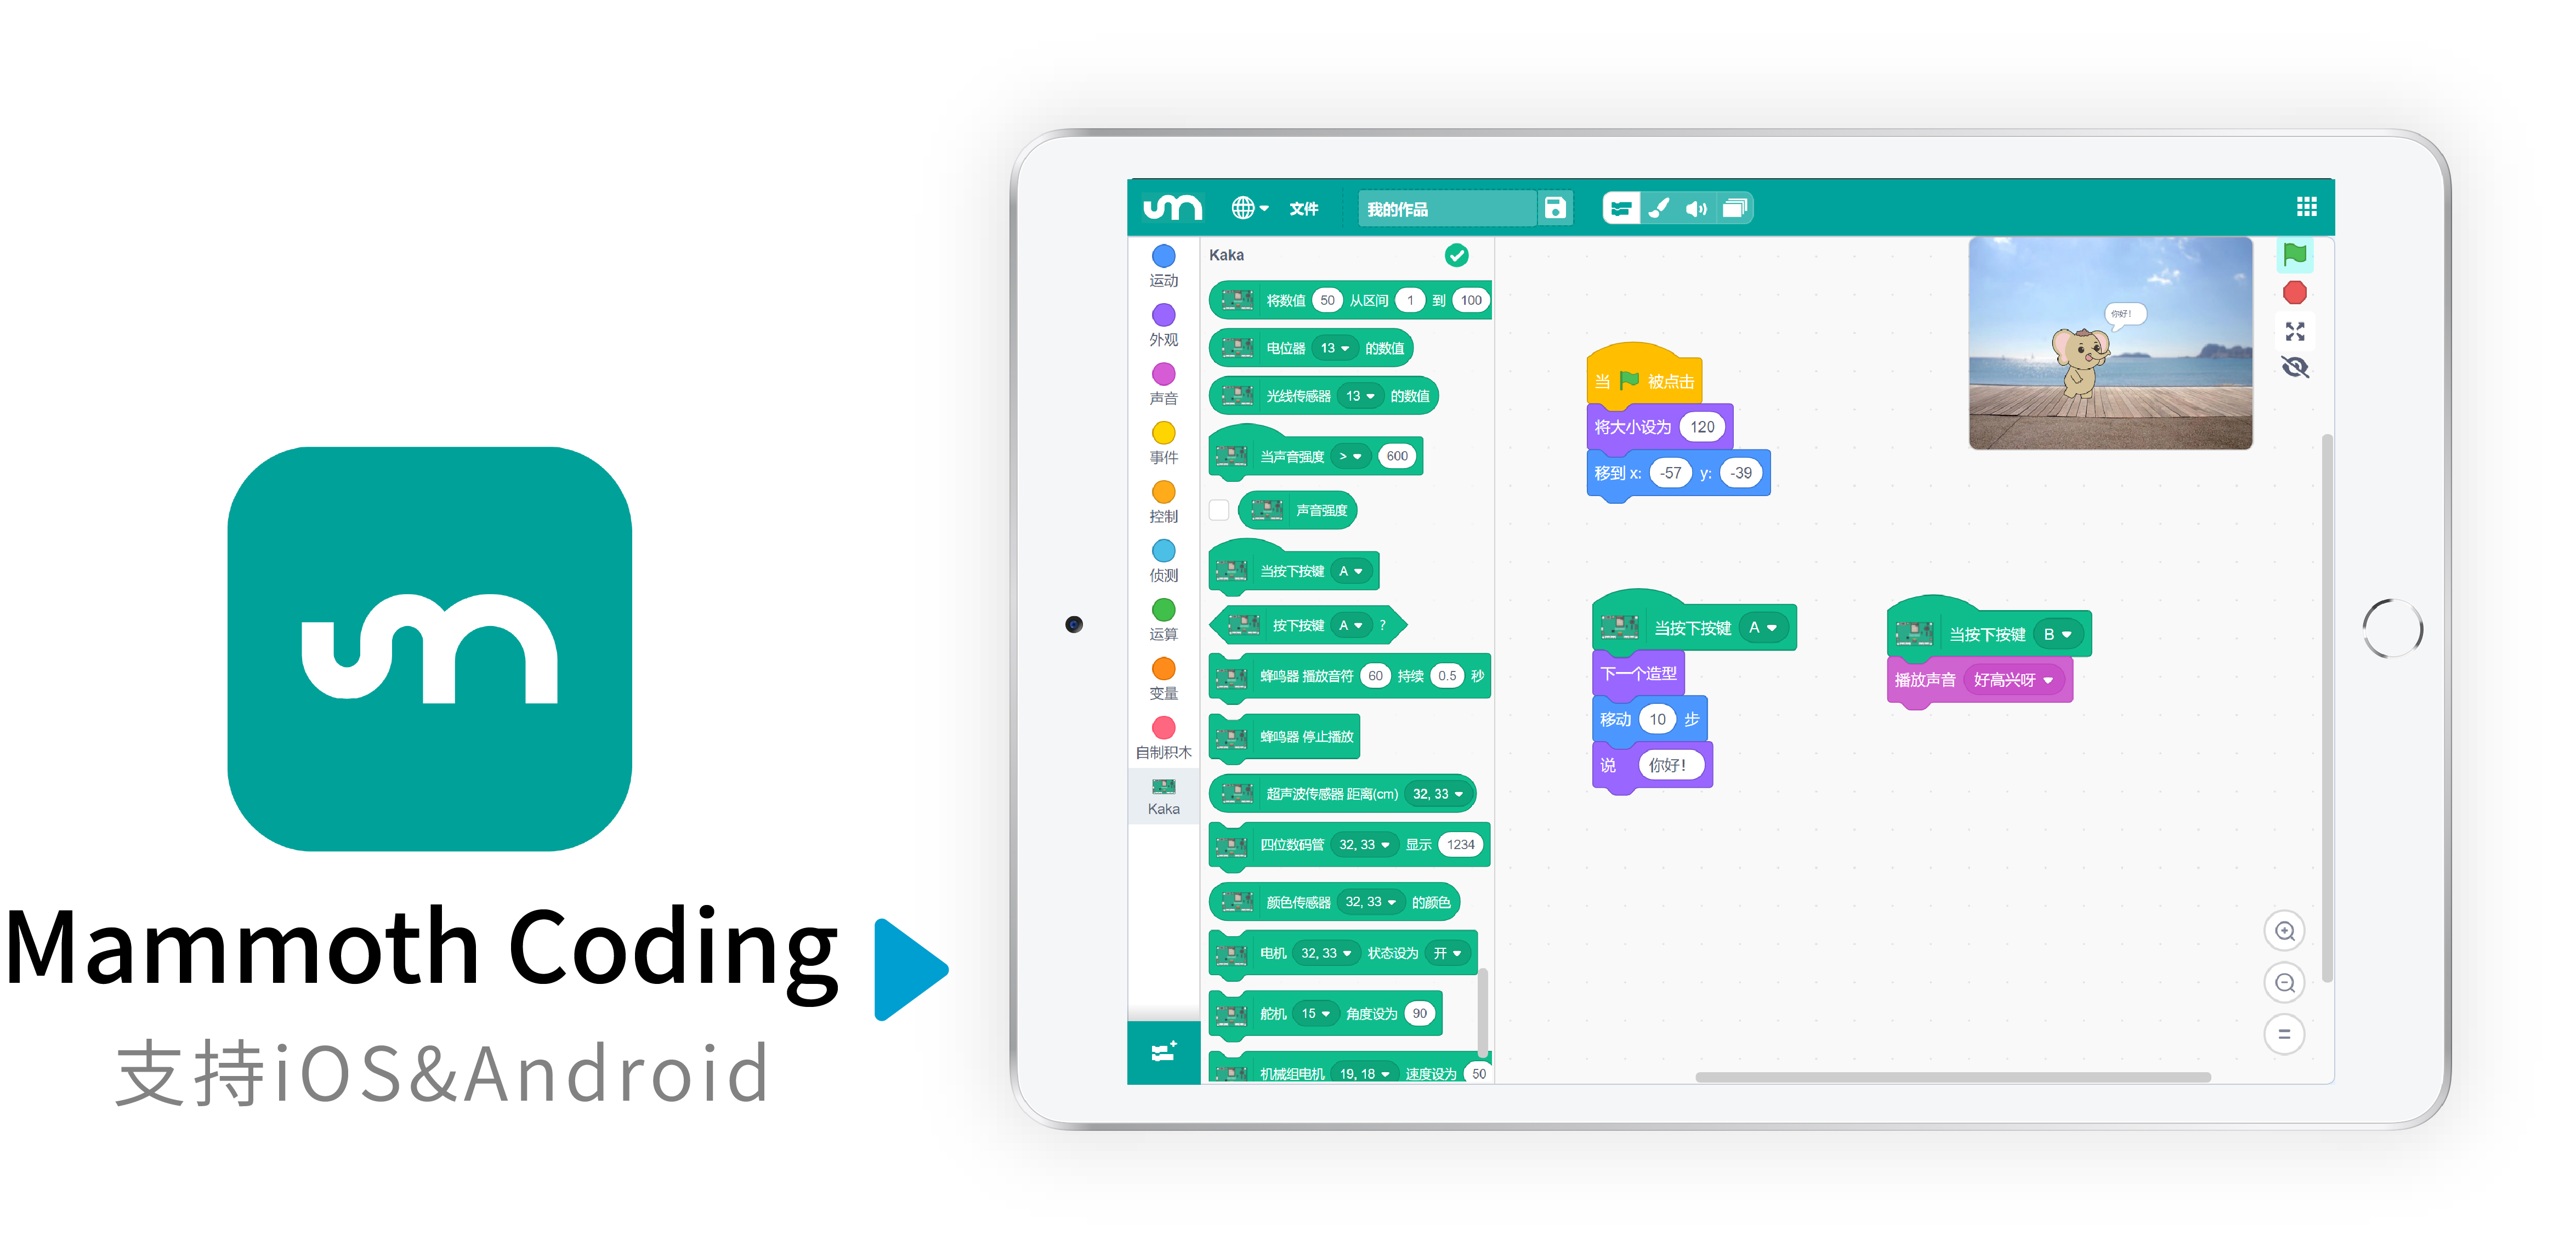 Mammoth Coding
支持iOS&Android
文件
我的作品
运动
外观
声音
事件
控制
侦测
运算
变量
自制积木
Kaka
Kaka
将数值 50 从区间 1 到 100
电位器 13 的数值
光线传感器 13 的数值
当声音强度 > 600
声音强度
当按下按键 A
按下按键 A ?
蜂鸣器 播放音符 60 持续 0.5 秒
蜂鸣器 停止播放
超声波传感器 距离(cm) 32, 33
四位数码管 32, 33 显示 1234
颜色传感器 32, 33 的颜色
电机 32, 33 状态设为 开
舵机 15 角度设为 90
机械组电机 19, 18 速度设为 50
当 被点击
将大小设为 120
移到 x: -57 y: -39
当按下按键 A
下一个造型
移动 10 步
说 你好！
当按下按键 B
播放声音 好高兴呀
你好！